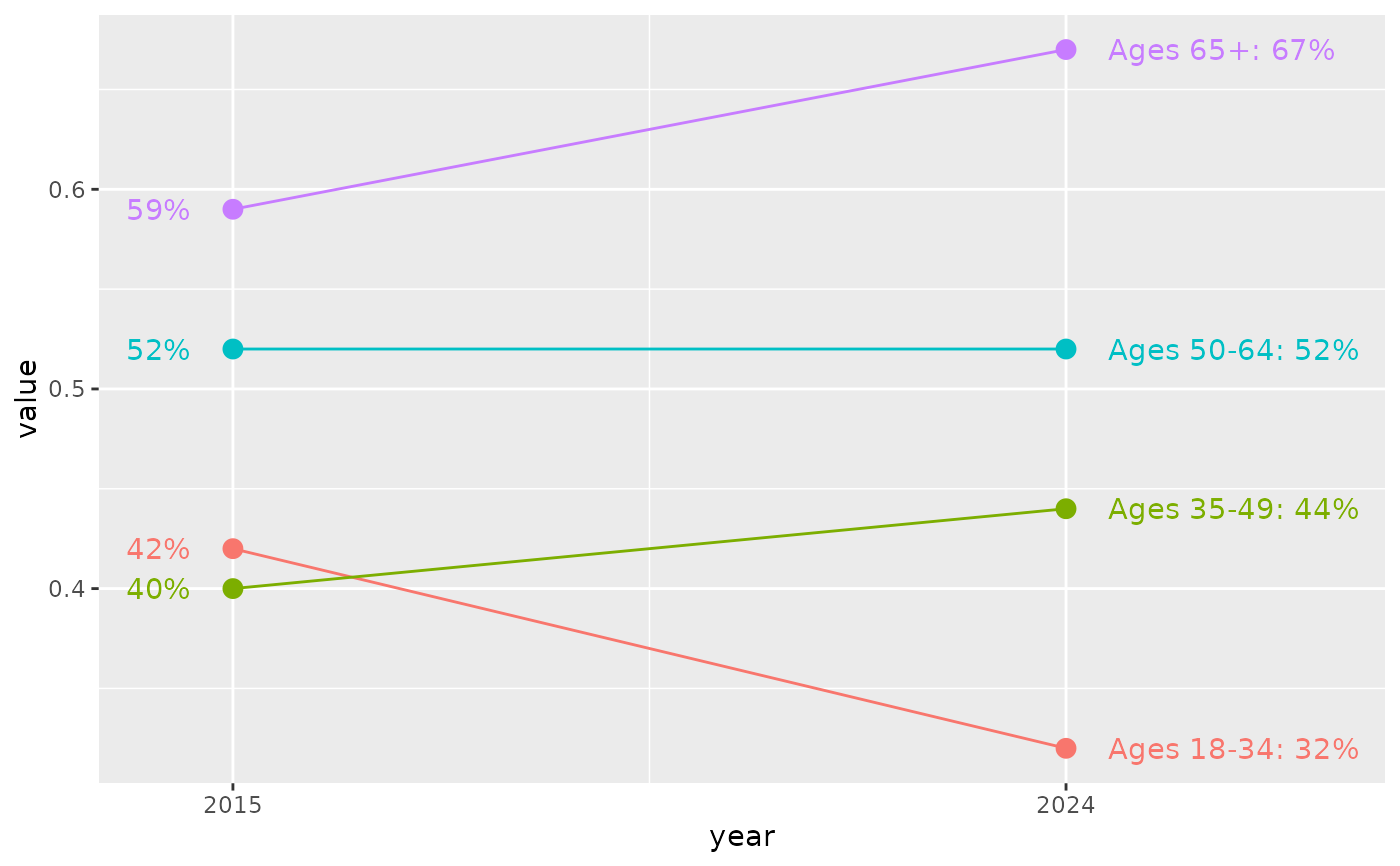 Ages 65+: 67%
0.6
59%
52%
Ages 50-64: 52%
value
0.5
Ages 35-49: 44%
42%
40%
0.4
Ages 18-34: 32%
2015
2024
year